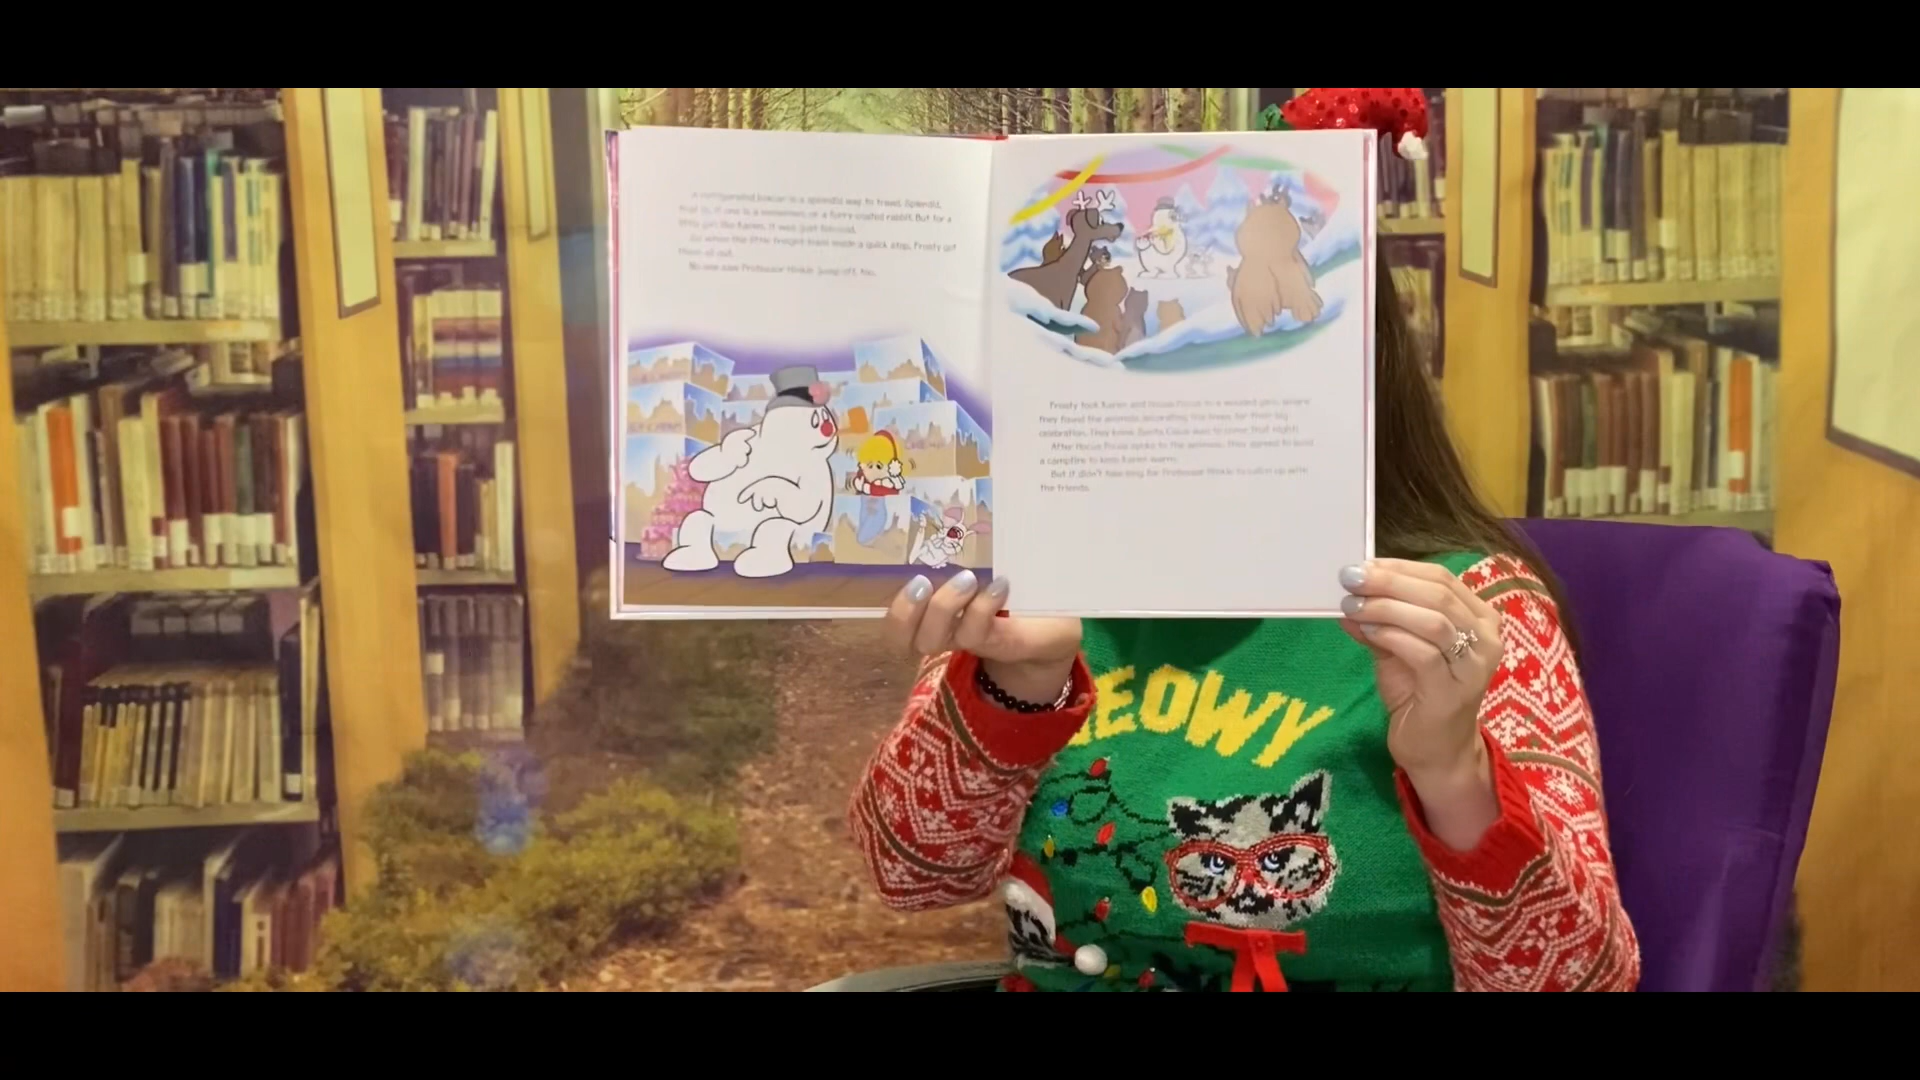 A refrigerated boxcar is a splendid way to travel. Splendid,
that is, if one is a snowman, or a furry-coated rabbit. But for a
little girl like Karen, it was just too cold.
So when the little freight train made a quick stop, Frosty got
them all out.
No one saw Professor Hinkle jump off, too.
Frosty took Karen and Hocus Pocus to a wooded glen, where
they found the animals decorating the trees for their big
celebration. They knew Santa Claus was to come that night.
After Hocus Pocus spoke to the animals, they agreed to build
a campfire to keep Karen warm.
But it didn't take long for Professor Hinkle to catch up with
the friends.
EOWY